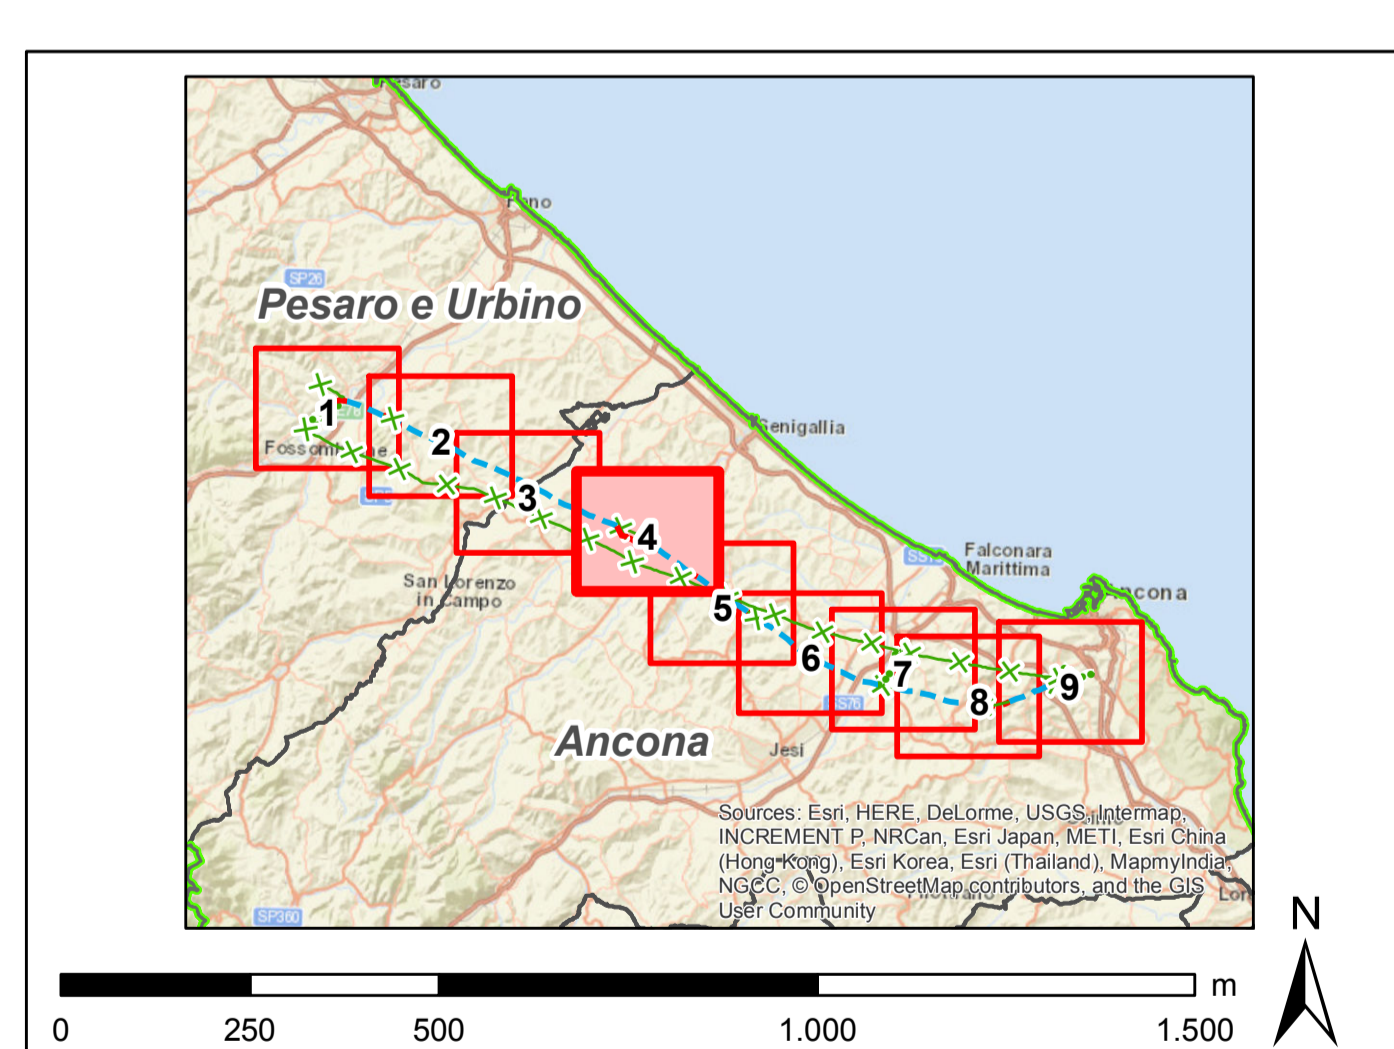 Fano
SP26
Pesaro e Urbino
1
2
Senigallia
3
4
San Lorenzo
in Campo
Falconara
Marittima
5
6
7
SS76
8
9
Ancona
Jesi
Sources: Esri, HERE, DeLorme, USGS, Intermap,
INCREMENT P, NRCan, Esri Japan, METI, Esri China
(Hong Kong), Esri Korea, Esri (Thailand), MapmyIndia,
NGCC, © OpenStreetMap contributors, and the GIS
User Community
SP360
N
m
0 250 500 1.000 1.500